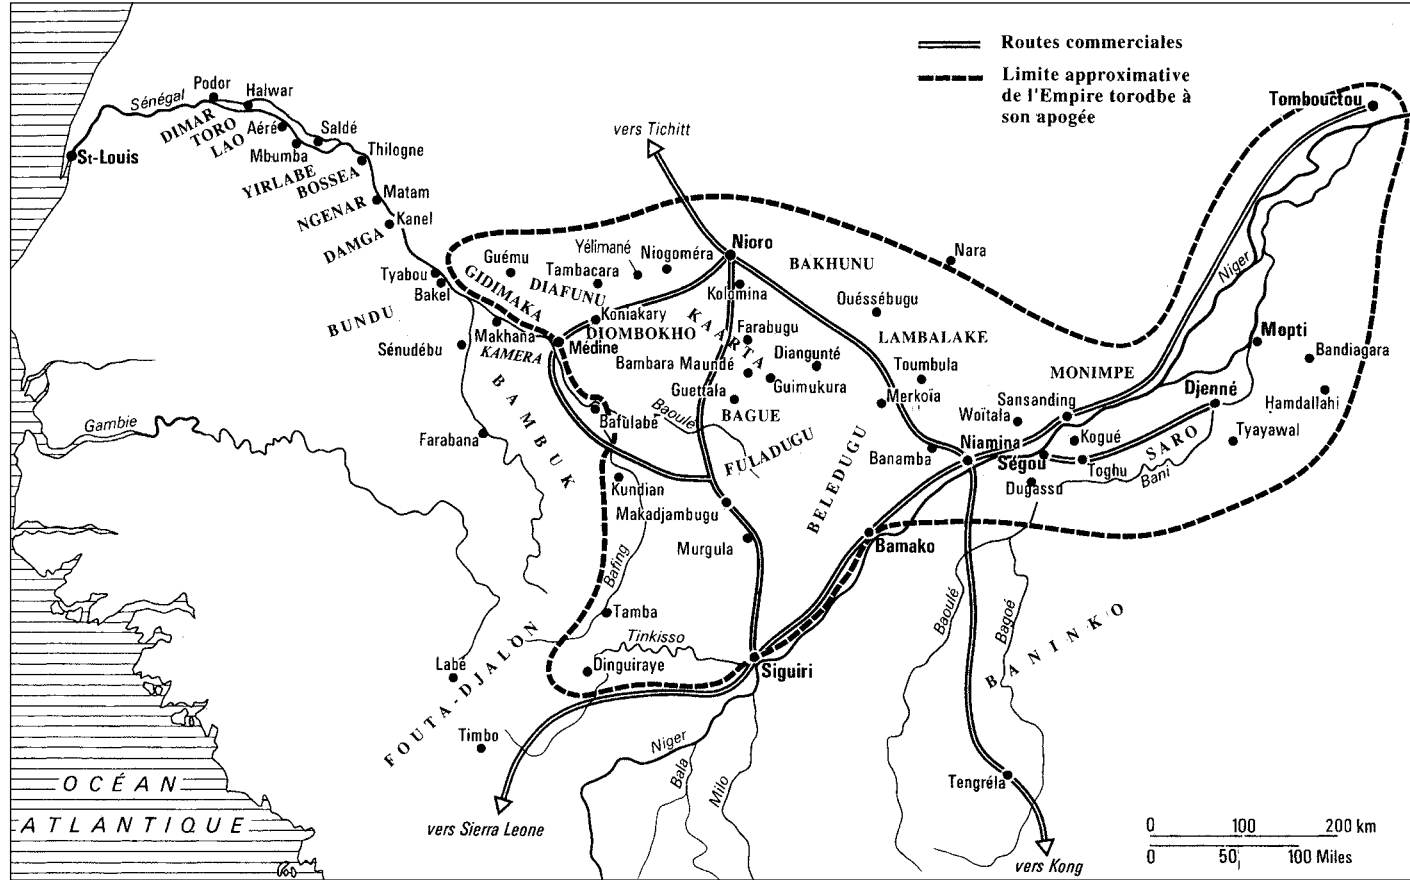 Routes commerciales
Limite approximative
de l'Empire torodbe à
son apogée
Tombouctou
Podor
Halwar
Sénégal
DIMAR
TORO
LAO
Aéré
Saldé
Mbumba
Thilogne
St-Louis
YIRLABE
BOSSEA
Matam
NGENAR
Kanel
DAMGA
vers Tichitt
Nioro
Nara
BAKHUNU
Niger
Guému
Yélimané
Niogoméra
Tambacara
GIDIMAKA
DIAFUNU
Kolomina
Tyabou
Bakel
BUNDU
Koniakary
DIOMBOKHO
KAARTA
Ouéssébugu
Makhana
KAMERA
Médine
Sénudébu
Farabugu
LAMBALAKE
Mopti
Bandiagara
Bambara Maundé
Diangunté
Guimukura
Toumbula
MONIMPE
Guettala
BAGUE
Merkoïa
Sansanding
Djenné
Hamdallahi
BAMBUK
Bafulabé
Baoulé
Woïtala
Gambie
Farabana
FULADUGU
BELEDUGU
Banamba
Niamina
Ségou
Kogué
Toghu
SARO
Tyayawal
Bani
Kundian
Dugassu
Makadjambugu
Murgula
Bamako
Bafing
Tamba
Tinkisso
Baoulé
Bagoé
BANINKO
Labé
FOUTA-DJALON
Dinguiraye
Siguiri
Timbo
Niger
Bala
Milo
Tengréla
OCÉAN
ATLANTIQUE
vers Sierra Leone
vers Kong
0 100 200 km
0 50 100 Miles